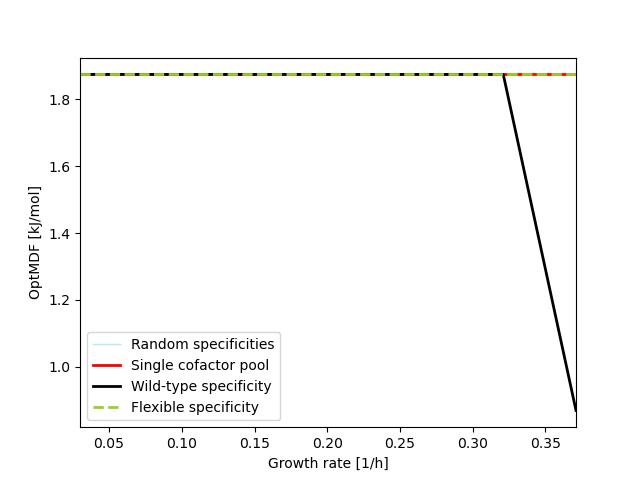 OptMDF [kJ/mol]
1.8
1.6
1.4
1.2
1.0
Random specificities
Single cofactor pool
Wild-type specificity
Flexible specificity
0.05 0.10 0.15 0.20 0.25 0.30 0.35
Growth rate [1/h]